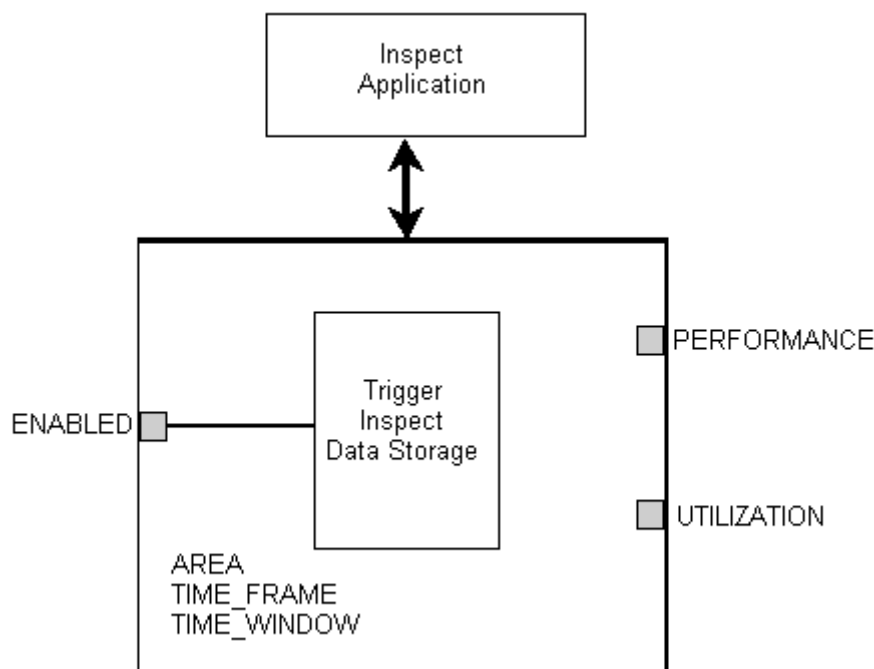 Inspect
Application
PERFORMANCE
Trigger
Inspect
Data Storage
ENABLED
UTILIZATION
AREA
TIME_FRAME
TIME_WINDOW